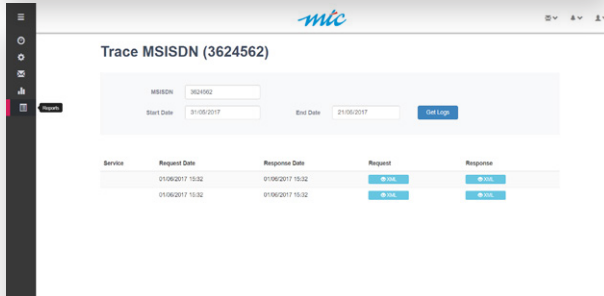 mtc
Trace MSISDN (3624562)
MSISDN 3624562
Start Date 31/05/2017 End Date 21/06/2017 Get Logs
Reports
Service Request Date Response Date Request Response
01/06/2017 15:32 01/06/2017 15:32 XML XML
01/06/2017 15:32 01/06/2017 15:32 XML XML